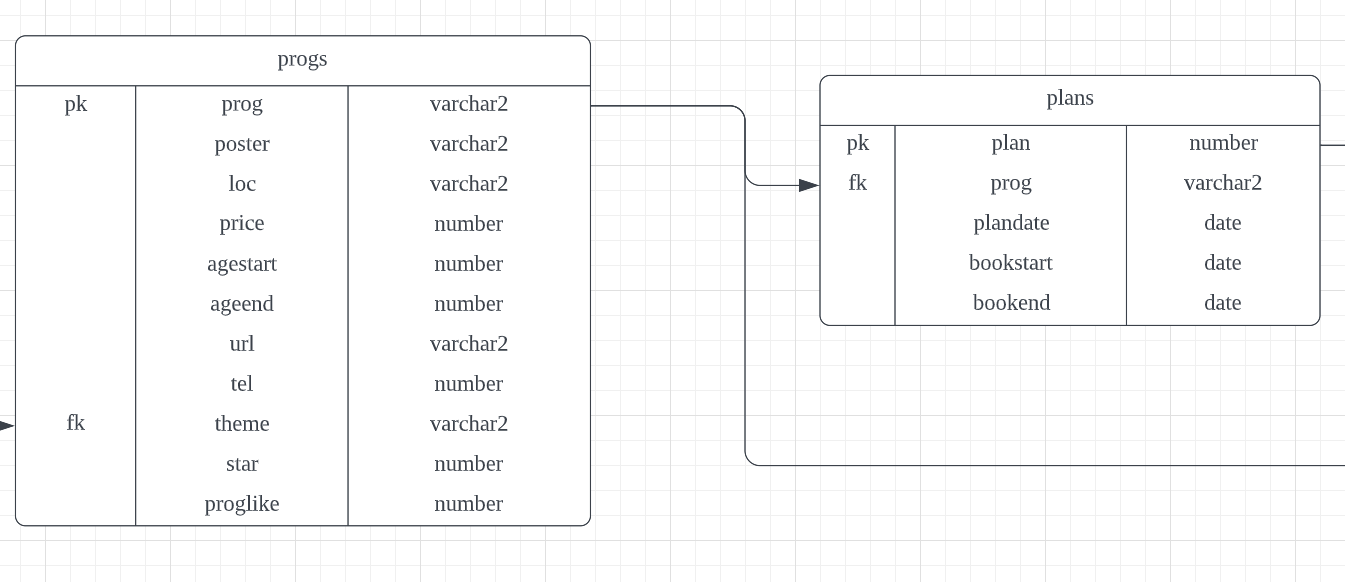 progs
pk prog varchar2
poster varchar2
loc varchar2
price number
agestart number
ageend number
url varchar2
tel number
fk theme varchar2
star number
proglike number
plans
pk plan number
fk prog varchar2
plandate date
bookstart date
bookend date